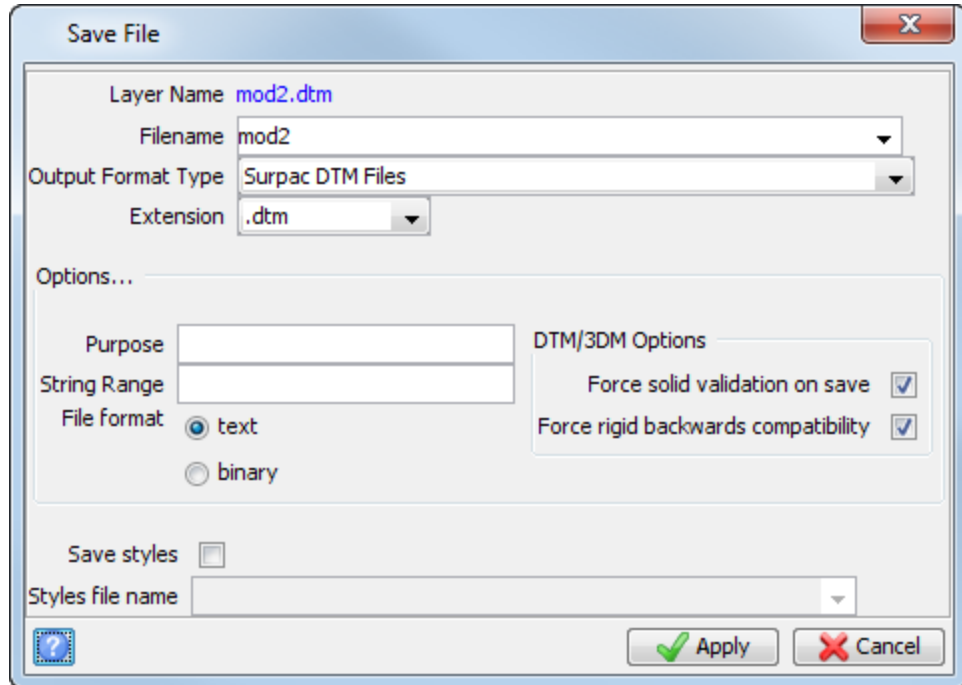 Save File
Layer Name mod2.dtm
Filename mod2
Output Format Type Surpac DTM Files
Extension .dtm
Options...
Purpose
String Range
File format text
binary
DTM/3DM Options
Force solid validation on save
Force rigid backwards compatibility
Save styles
Styles file name
? Apply Cancel